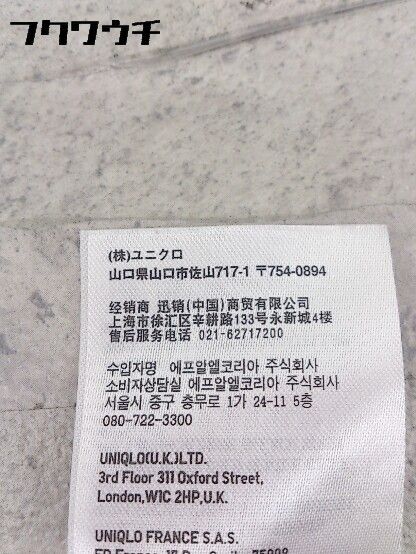 フクワウチ
(株)ユニクロ
山口県山口市佐山717-1 〒754-0894
经销商 迅销(中国)商贸有限公司
上海市徐汇区辛耕路133号永新城4楼
售后服务电话 021-62717200
수입자명 에프알엘코리아 주식회사
소비자상담실 에프알엘코리아 주식회사
서울시 중구 충무로 1가 24-11 5층
080-722-3300
UNIQLO(U.K.)LTD.
3rd Floor 311 Oxford Street,
London,W1C 2HP,U.K.
UNIQLO FRANCE S.A.S.